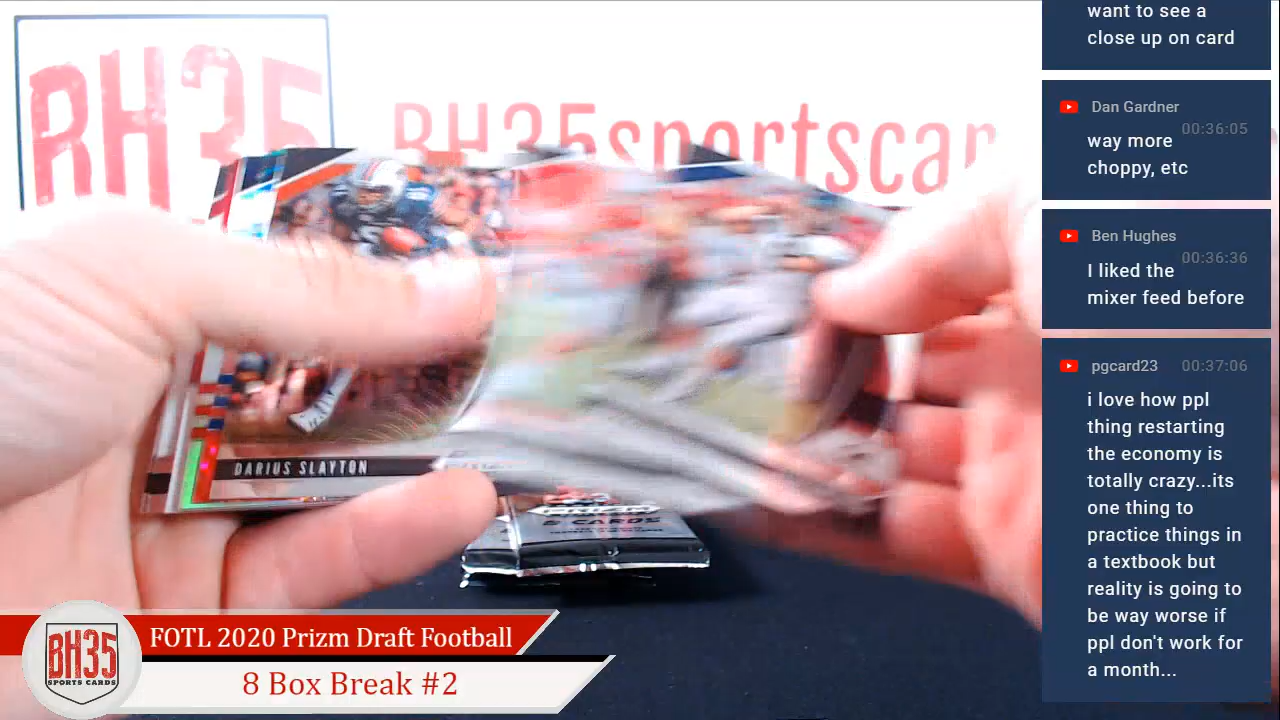 BH35
BH35sportscar
want to see a
close up on card
Dan Gardner
00:36:05
way more
choppy, etc
Ben Hughes
00:36:36
I liked the
mixer feed before
pgcard23 00:37:06
i love how ppl
thing restarting
the economy is
totally crazy...its
one thing to
practice things in
a textbook but
reality is going to
be way worse if
ppl don't work for
a month...
DARIUS SLAYTON
PRIZM
6 CARDS
BH35
SPORTS CARDS
FOTL 2020 Prizm Draft Football
8 Box Break #2